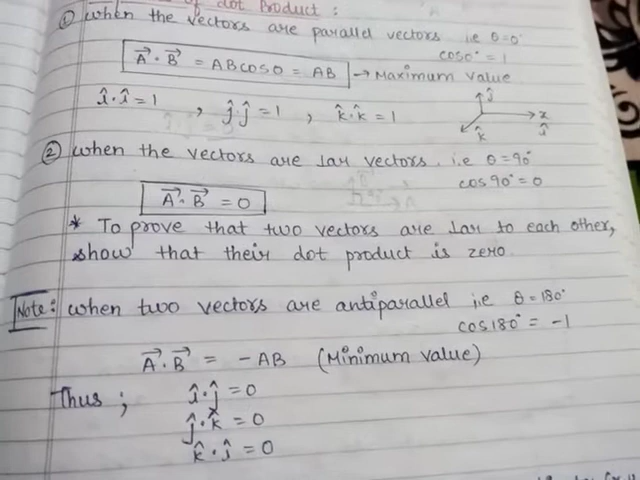 of dot Product :
① when the vectors are parallel vectors i.e θ=0°
cos0° = 1
A⃗ · B⃗ = ABcos0 = AB → Maximum value
î·î = 1 , ĵ·ĵ = 1 , k̂·k̂ = 1
ĵ
x
î
k̂
② when the vectors are ⊥ar vectors. i.e θ = 90°
cos90° = 0
A⃗ · B⃗ = 0
* To prove that two vectors are ⊥ar to each other,
show that their dot product is zero.
Note: when two vectors are antiparallel i.e θ = 180°
cos180° = -1
A⃗ · B⃗ = -AB (Minimum value)
Thus ; î·ĵ = 0
ĵ·k̂ = 0
k̂·î = 0